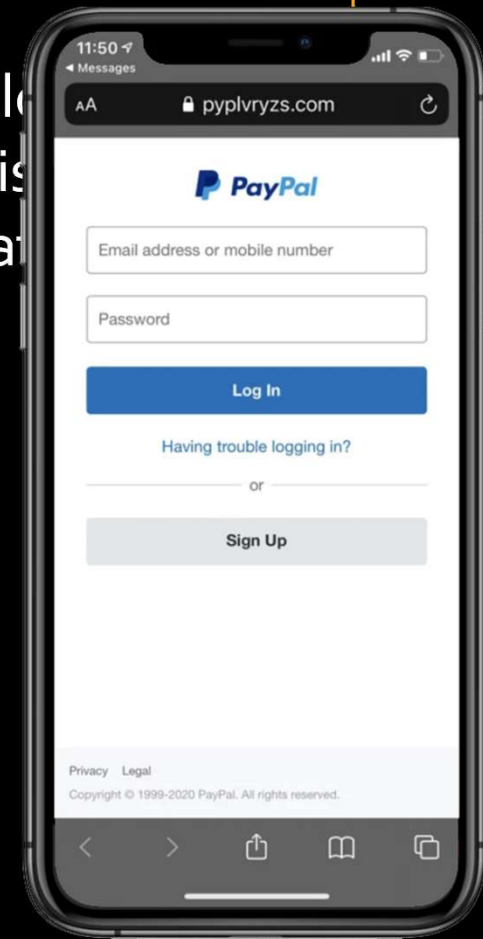 11:50
Messages
AA pyplvryzs.com
PayPal
Email address or mobile number
Password
Log In
Having trouble logging in?
or
Sign Up
Privacy Legal
Copyright © 1999-2020 PayPal. All rights reserved.